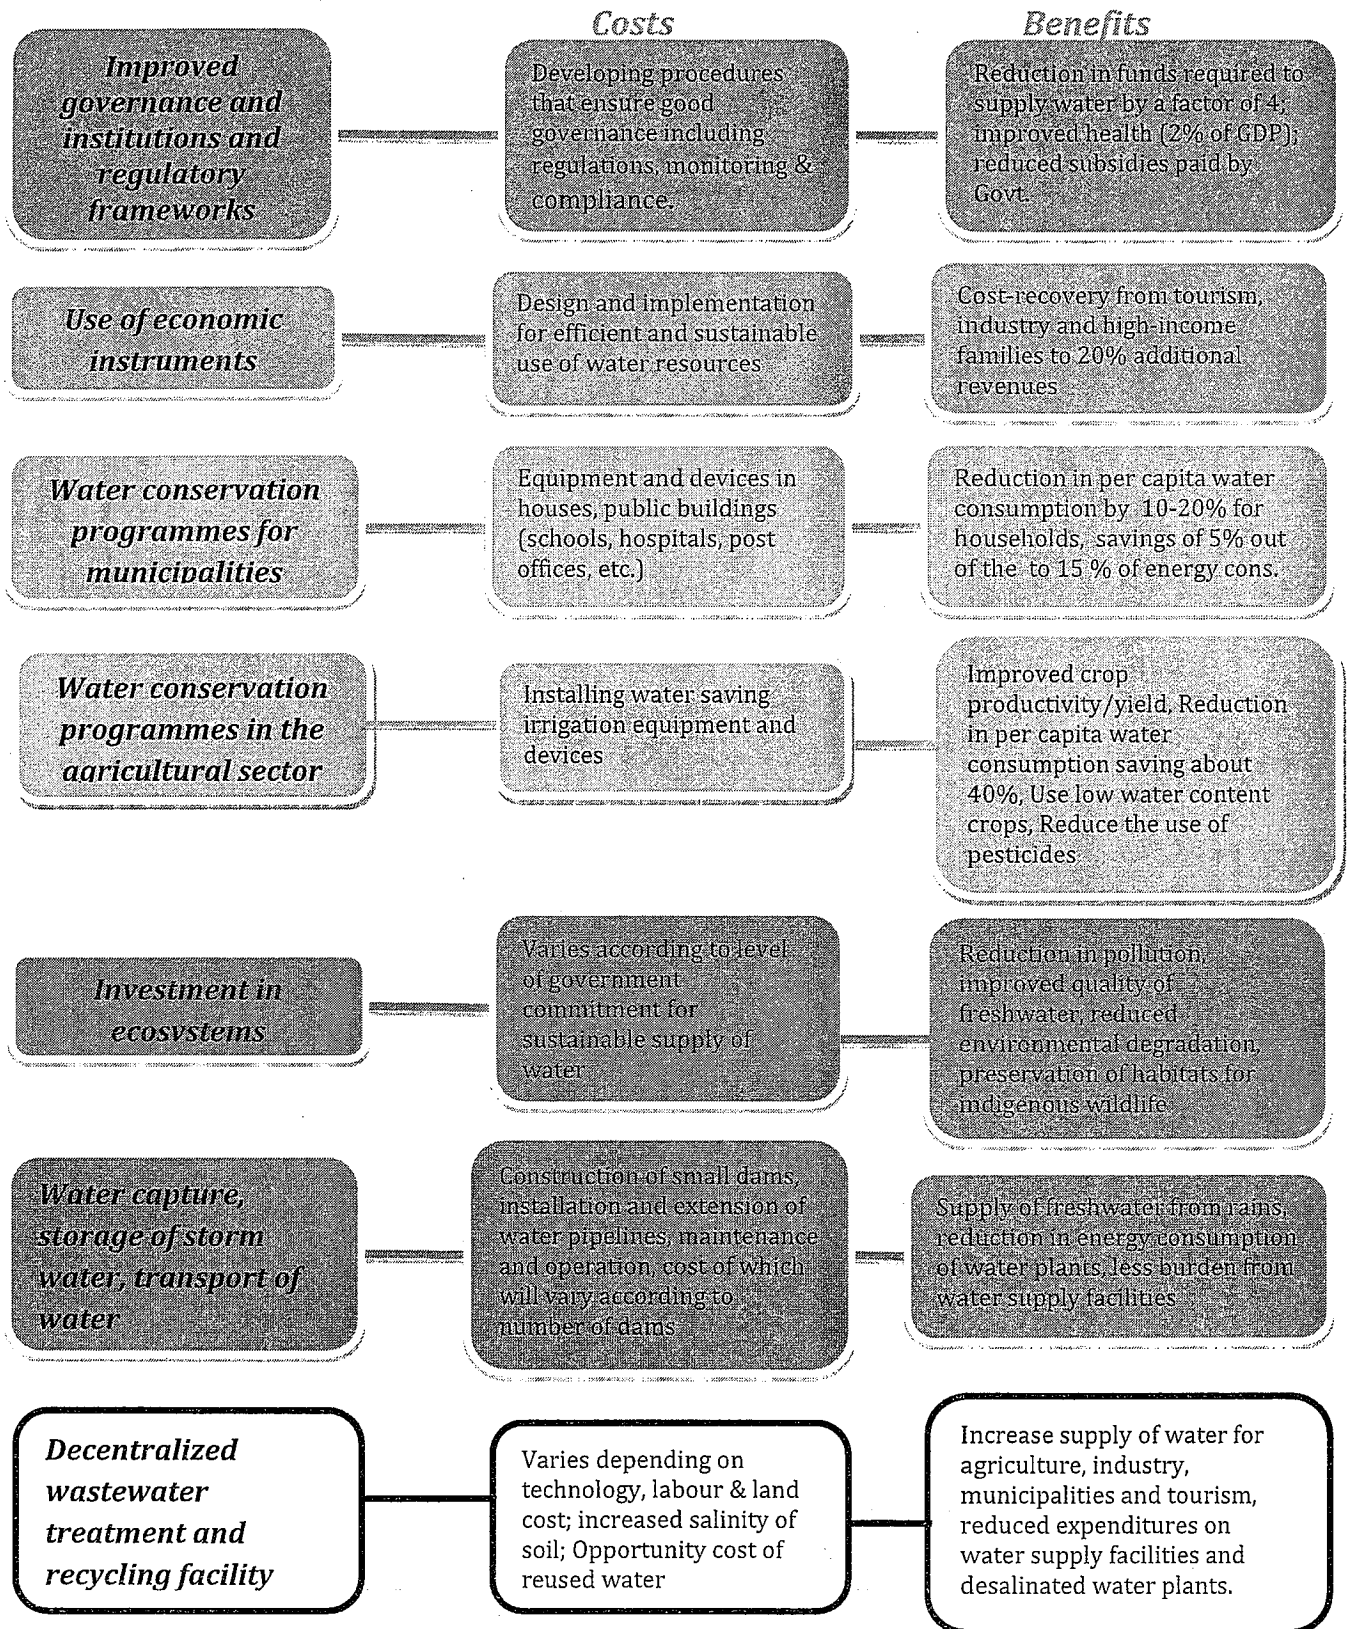 Costs
Benefits
Improved
governance and
institutions and
regulatory
frameworks
Developing procedures
that ensure good
governance including
regulations, monitoring &
compliance.
Reduction in funds required to
supply water by a factor of 4;
improved health (2% of GDP);
reduced subsidies paid by
Govt.
Use of economic
instruments
Design and implementation
for efficient and sustainable
use of water resources
Cost-recovery from tourism,
industry and high-income
families to 20% additional
revenues
Water conservation
programmes for
municipalities
Equipment and devices in
houses, public buildings
(schools, hospitals, post
offices, etc.)
Reduction in per capita water
consumption by 10-20% for
households, savings of 5% out
of the to 15 % of energy cons.
Water conservation
programmes in the
agricultural sector
Installing water saving
irrigation equipment and
devices
Improved crop
productivity/yield, Reduction
in per capita water
consumption saving about
40%, Use low water content
crops, Reduce the use of
pesticides
Investment in
ecosystems
Varies according to level
of government
commitment for
sustainable supply of
water
Reduction in pollution,
improved quality of
freshwater, reduced
environmental degradation,
preservation of habitats for
indigenous wildlife
Water capture,
storage of storm
water, transport of
water
Construction of small dams,
installation and extension of
water pipelines, maintenance
and operation, cost of which
will vary according to
number of dams
Supply of freshwater from rains,
reduction in energy consumption
of water plants, less burden from
water supply facilities
Decentralized
wastewater
treatment and
recycling facility
Varies depending on
technology, labour & land
cost; increased salinity of
soil; Opportunity cost of
reused water
Increase supply of water for
agriculture, industry,
municipalities and tourism,
reduced expenditures on
water supply facilities and
desalinated water plants.